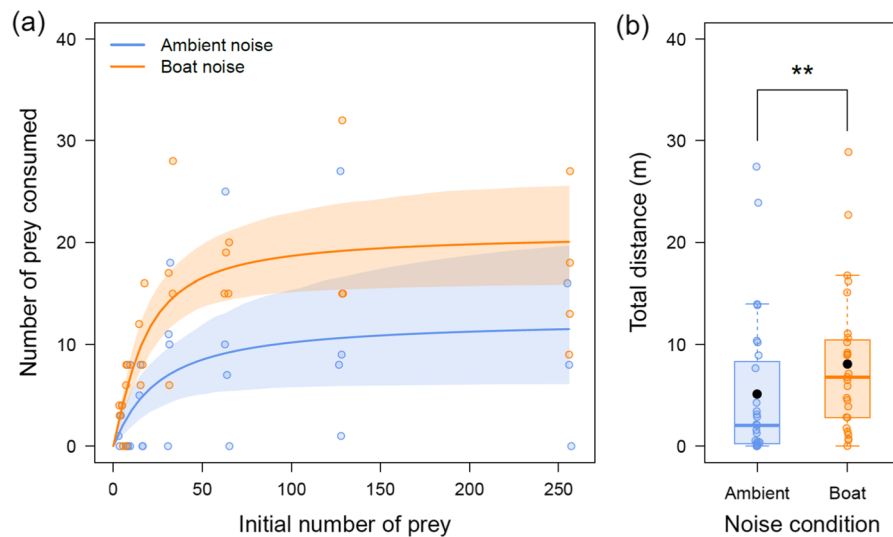 (a)
Ambient noise
Boat noise
Number of prey consumed
40
30
20
10
0
0 50 100 150 200 250
Initial number of prey
(b)
**
Total distance (m)
40
30
20
10
0
Ambient Boat
Noise condition